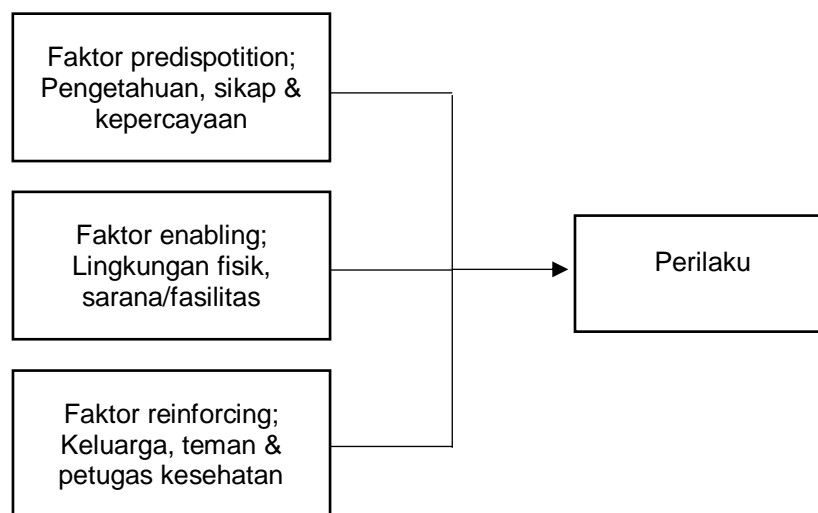 Faktor predispotition;
Pengetahuan, sikap &
kepercayaan
Faktor enabling;
Lingkungan fisik,
sarana/fasilitas
Perilaku
Faktor reinforcing;
Keluarga, teman &
petugas kesehatan